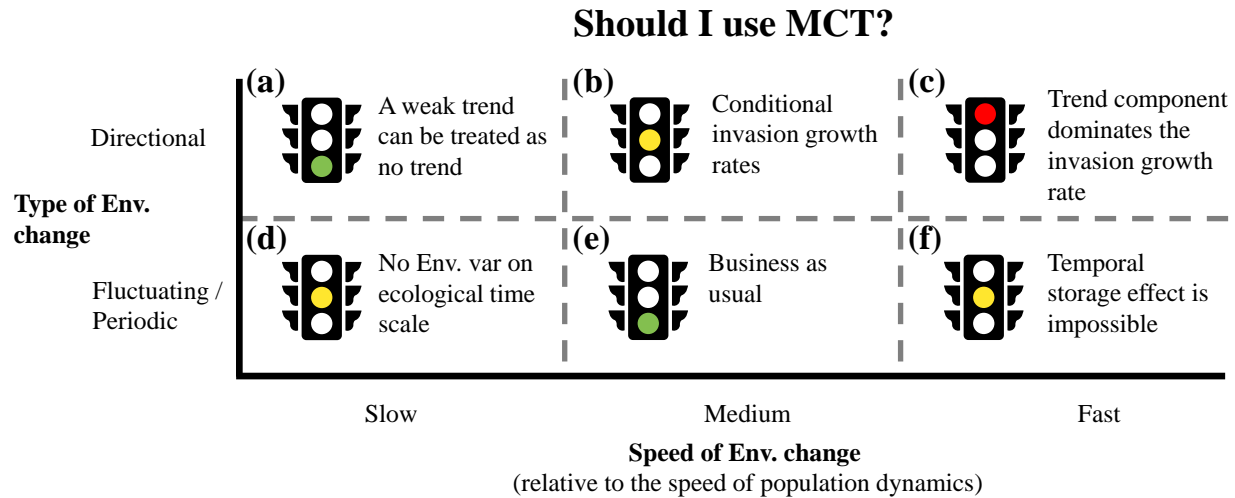 Should I use MCT?
(a)
A weak trend
can be treated as
no trend
(b)
Conditional
invasion growth
rates
(c)
Trend component
dominates the
invasion growth
rate
Directional
Type of Env.
change
(d)
No Env. var on
ecological time
scale
(e)
Business as
usual
(f)
Temporal
storage effect is
impossible
Fluctuating /
Periodic
Slow
Medium
Fast
Speed of Env. change
(relative to the speed of population dynamics)